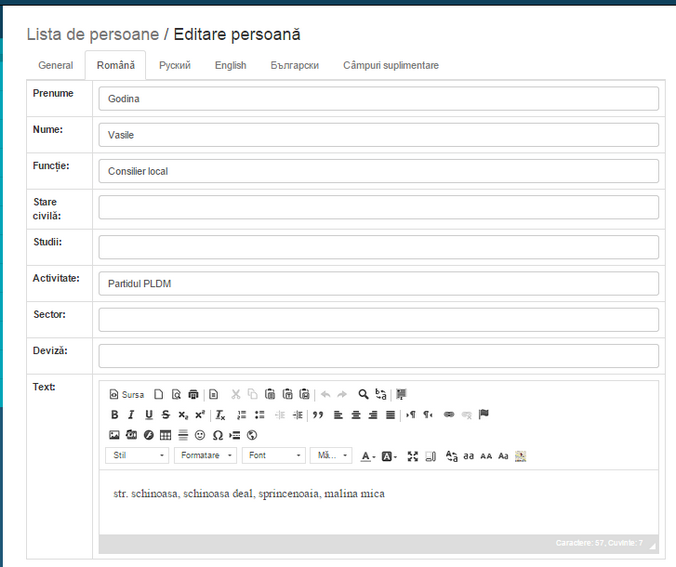 Lista de persoane / Editare persoană
General Română Руский English Български Câmpuri suplimentare
Prenume Godina
Nume: Vasile
Funcție: Consilier local
Stare
civilă:
Studii:
Activitate: Partidul PLDM
Sector:
Deviză:
Text: Sursa
Stil Formatare Font Mă...
str. schinoasa, schinoasa deal, sprincenoaia, malina mica
Caractere: 57, Cuvinte: 7